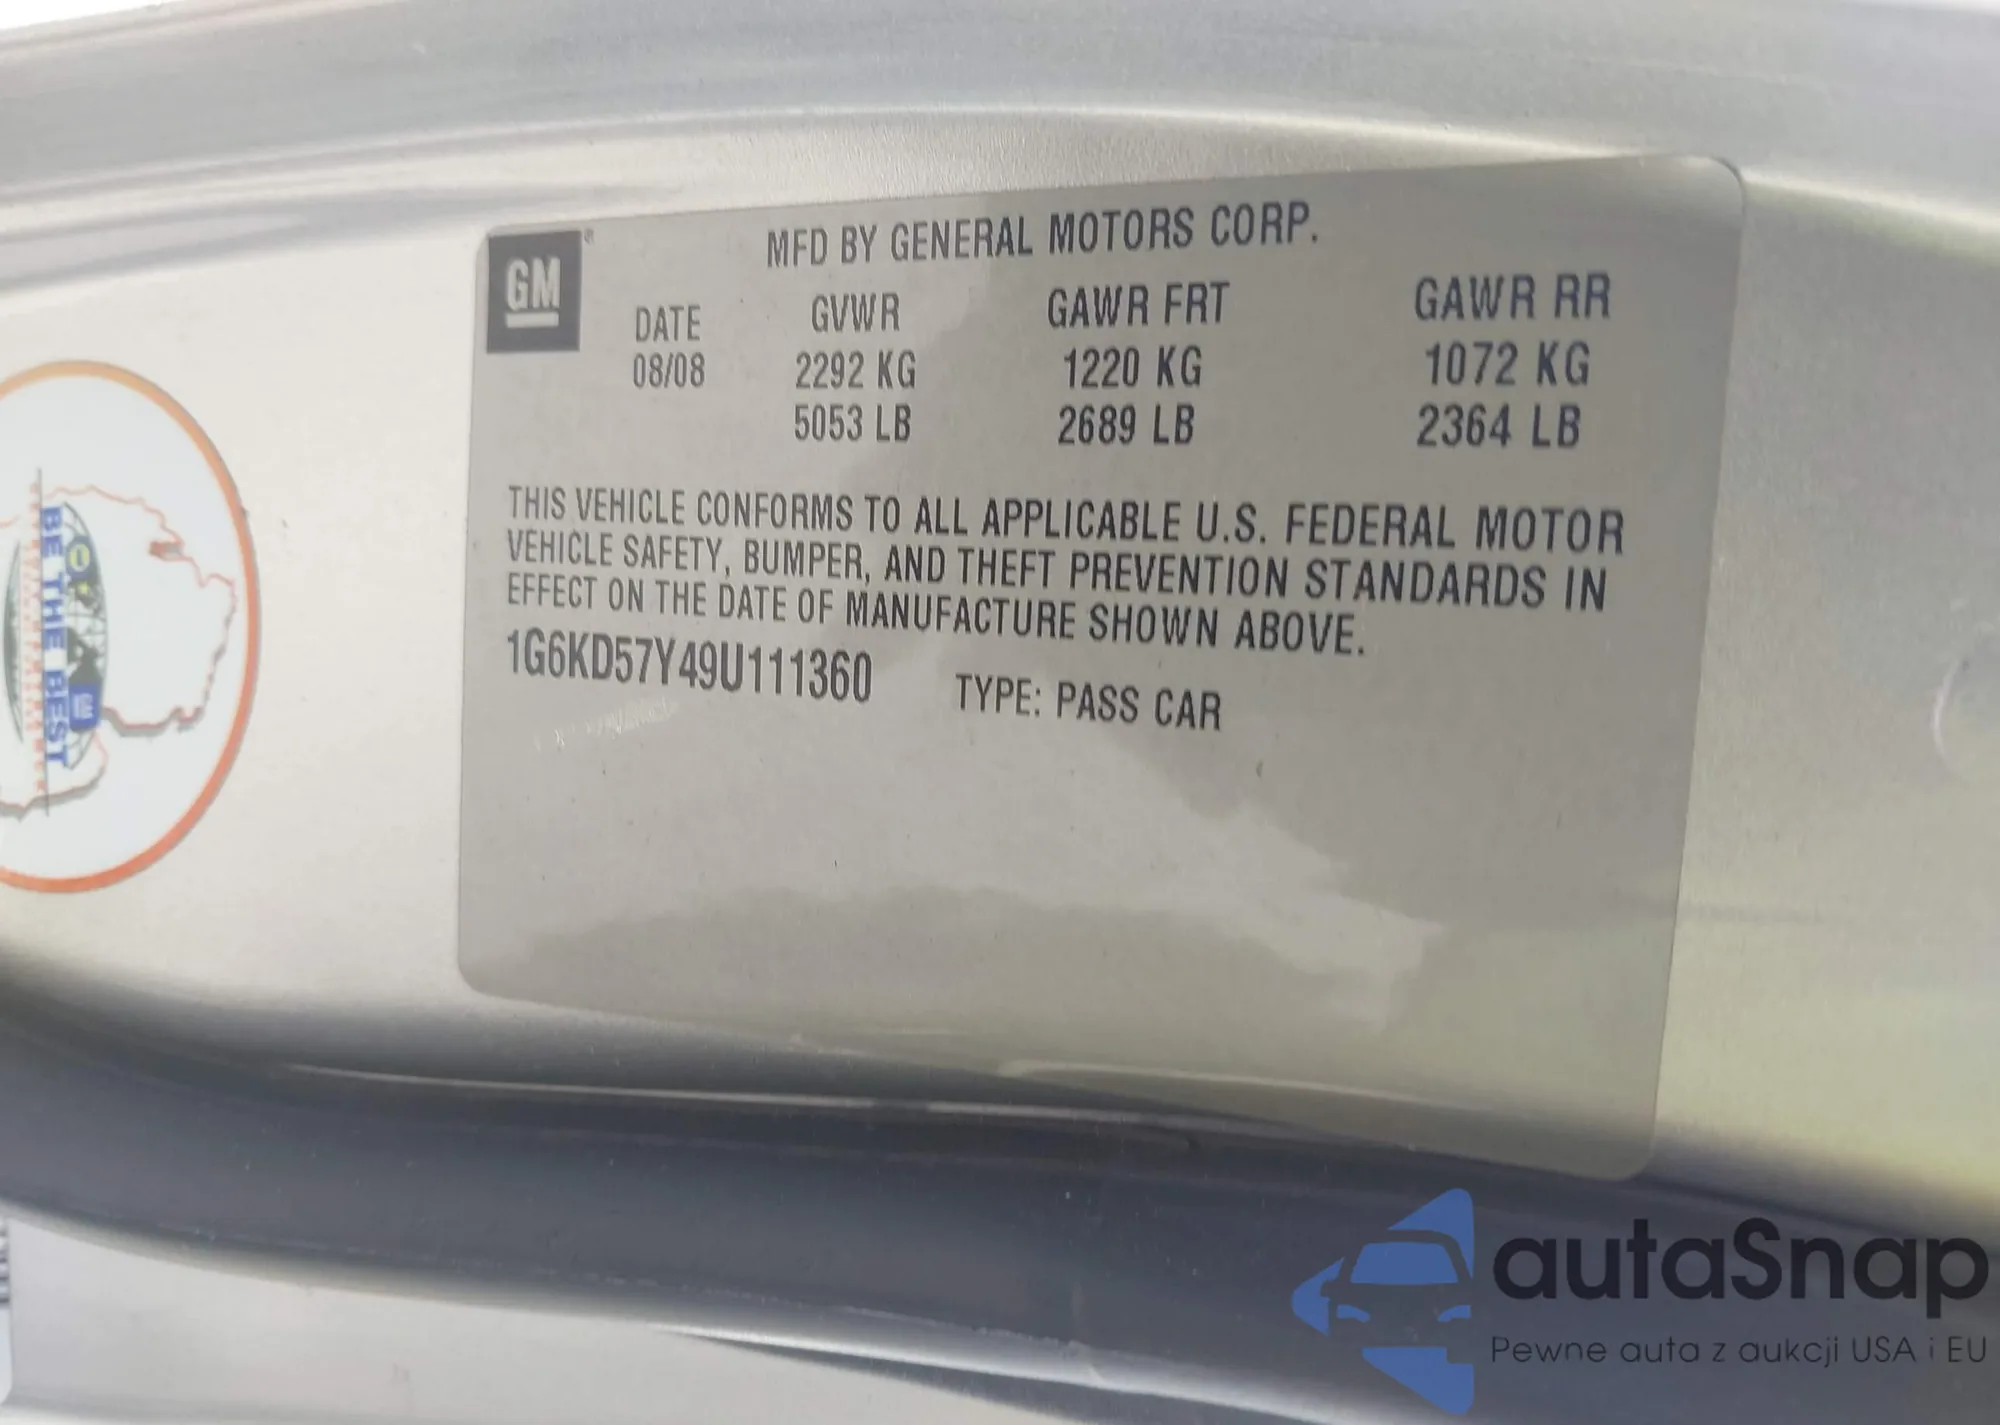 MFD BY GENERAL MOTORS CORP.
GM®
DATE GVWR GAWR FRT GAWR RR
08/08 2292 KG 1220 KG 1072 KG
5053 LB 2689 LB 2364 LB
THIS VEHICLE CONFORMS TO ALL APPLICABLE U.S. FEDERAL MOTOR
VEHICLE SAFETY, BUMPER, AND THEFT PREVENTION STANDARDS IN
EFFECT ON THE DATE OF MANUFACTURE SHOWN ABOVE.
1G6KD57Y49U111360 TYPE: PASS CAR
BE THE BEST
GM
autaSnap
Pewne auta z aukcji USA i EU